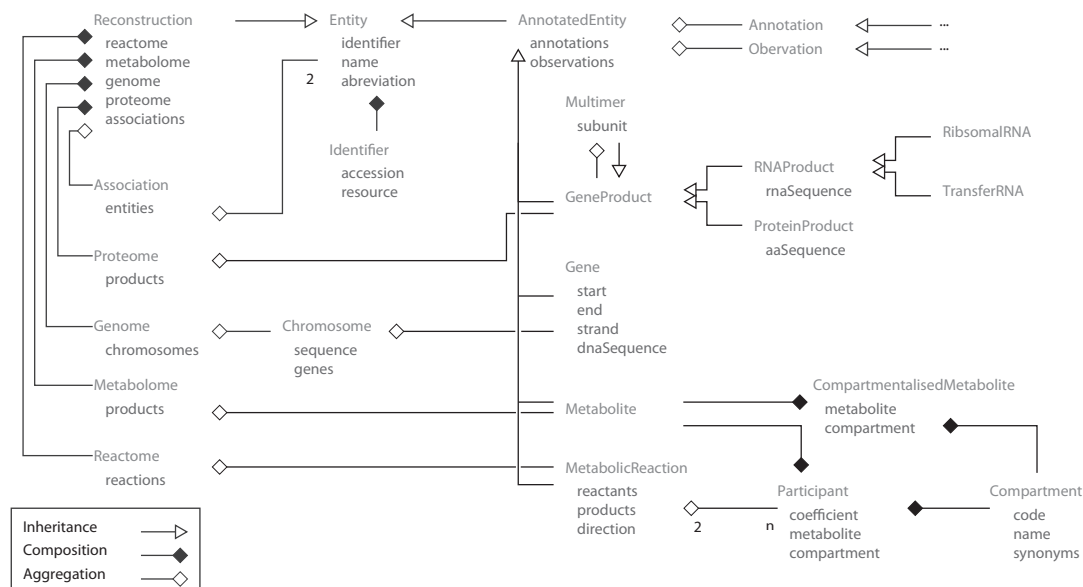 Reconstruction
reactome
metabolome
genome
proteome
associations
Entity
identifier
name
abreviation
2
Identifier
accession
resource
AnnotatedEntity
annotations
observations
Annotation
...
Obervation
...
Multimer
subunit
GeneProduct
RNAProduct
rnaSequence
RibsomalRNA
TransferRNA
ProteinProduct
aaSequence
Association
entities
Proteome
products
Gene
start
end
strand
dnaSequence
Genome
chromosomes
Chromosome
sequence
genes
Metabolome
products
Metabolite
CompartmentalisedMetabolite
metabolite
compartment
Reactome
reactions
MetabolicReaction
reactants
products
direction
2
n
Participant
coefficient
metabolite
compartment
Compartment
code
name
synonyms
Inheritance
Composition
Aggregation